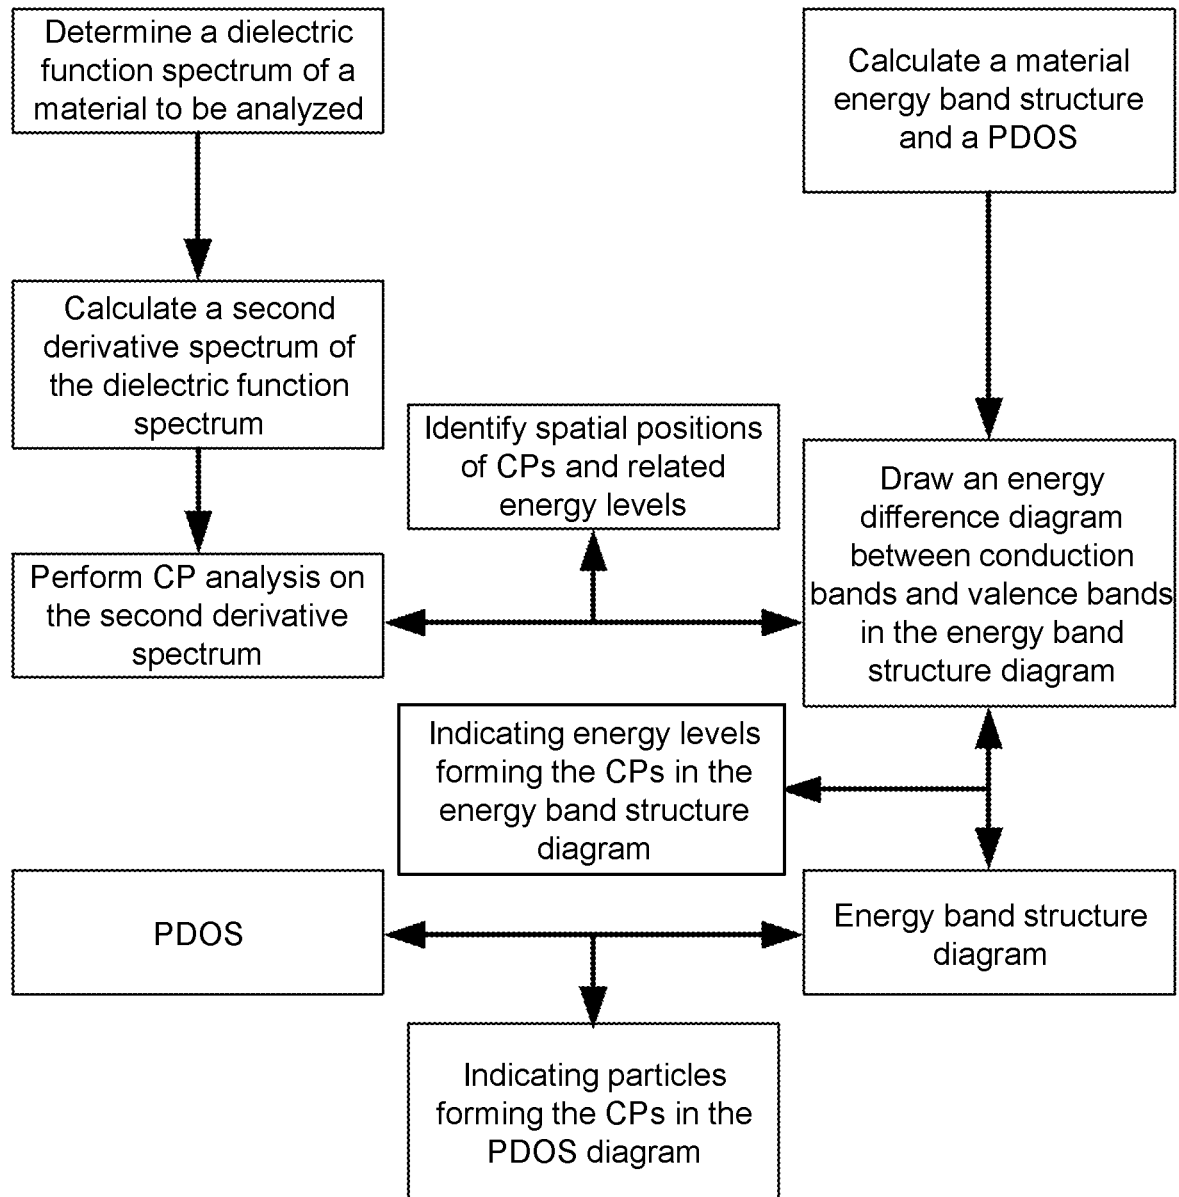 Determine a dielectric
function spectrum of a
material to be analyzed
Calculate a material
energy band structure
and a PDOS
Calculate a second
derivative spectrum of
the dielectric function
spectrum
Identify spatial positions
of CPs and related
energy levels
Draw an energy
difference diagram
between conduction
bands and valence bands
in the energy band
structure diagram
Perform CP analysis on
the second derivative
spectrum
Indicating energy levels
forming the CPs in the
energy band structure
diagram
PDOS
Energy band structure
diagram
Indicating particles
forming the CPs in the
PDOS diagram